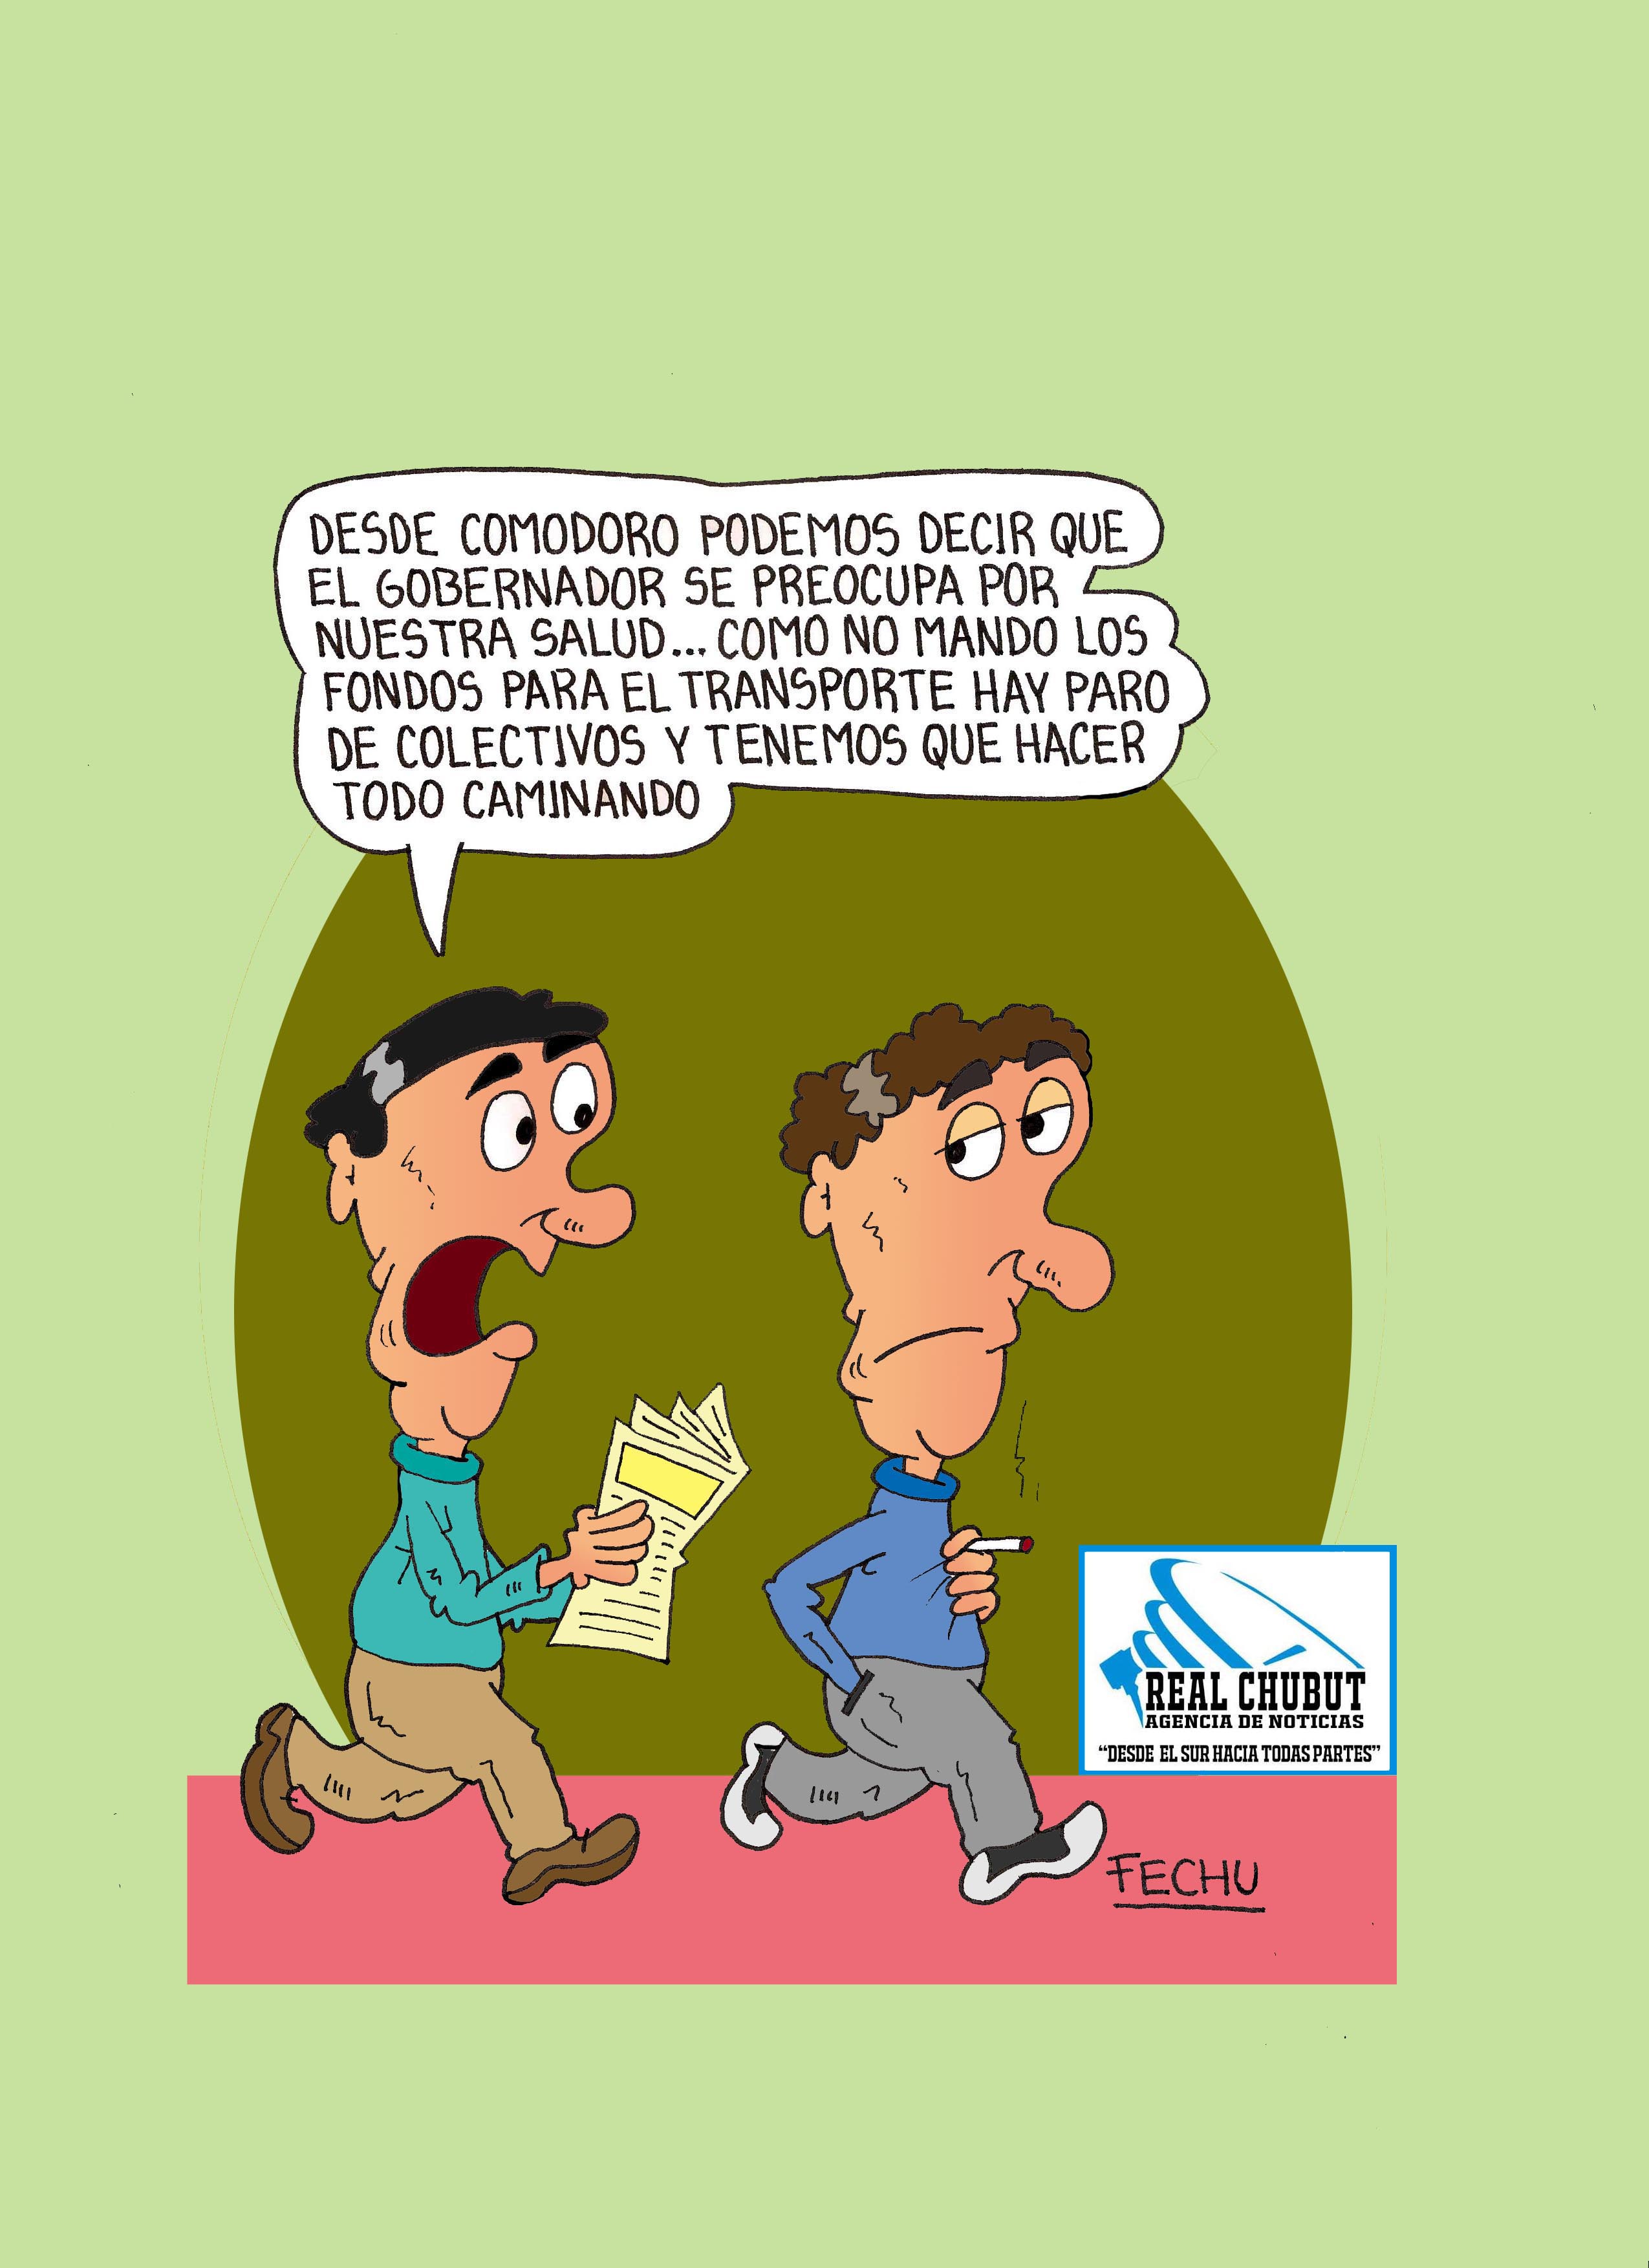 DESDE COMODORO PODEMOS DECIR QUE
EL GOBERNADOR SE PREOCUPA POR
NUESTRA SALUD... COMO NO MANDO LOS
FONDOS PARA EL TRANSPORTE HAY PARO
DE COLECTIVOS Y TENEMOS QUE HACER
TODO CAMINANDO
REAL CHUBUT
AGENCIA DE NOTICIAS
“DESDE EL SUR HACIA TODAS PARTES”
FECHU